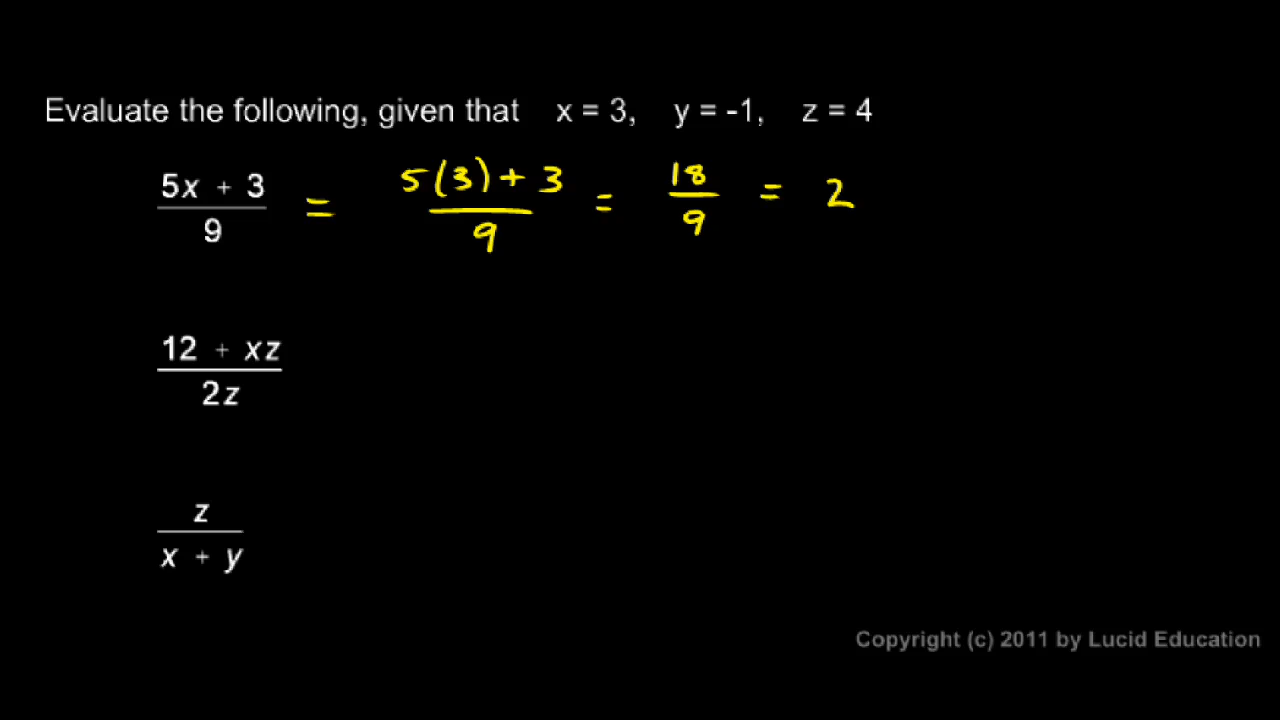 Evaluate the following, given that x = 3, y = -1, z = 4
5x + 3 / 9 = 5(3) + 3 / 9 = 18 / 9 = 2
12 + xz / 2z
z / x + y
Copyright (c) 2011 by Lucid Education